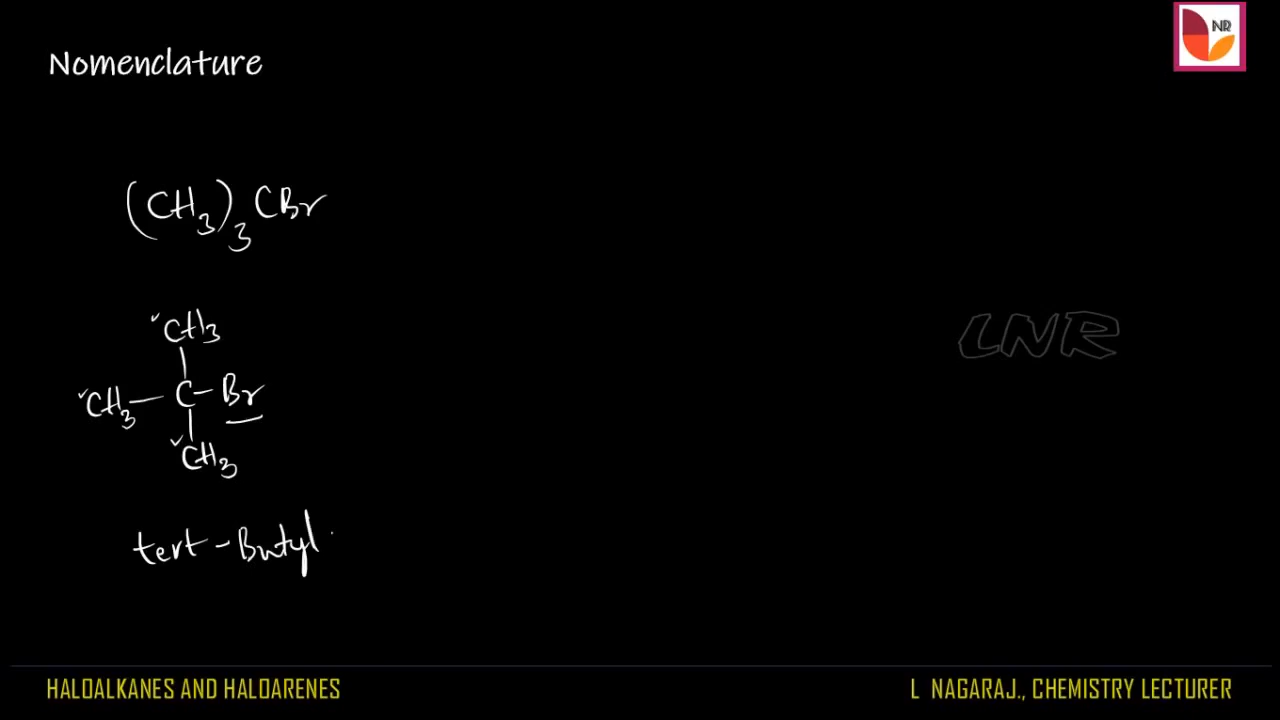 NR
Nomenclature
(CH₃)₃CBr
CH₃
CH₃—C—Br
CH₃
LNR
tert-Butyl
HALOALKANES AND HALOARENES
L NAGARAJ., CHEMISTRY LECTURER